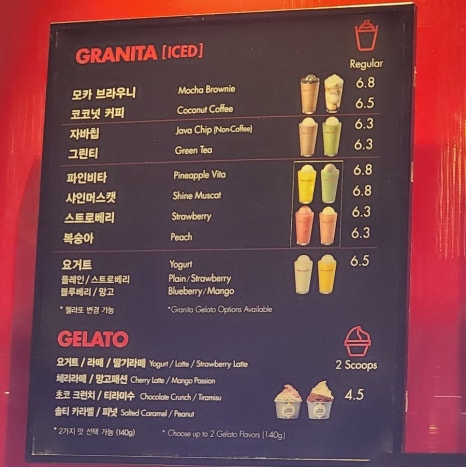 GRANITA [ICED]
Regular
모카 브라우니 Mocha Brownie 6.8
코코넛 커피 Coconut Coffee 6.5
자바칩 Java Chip (Non-Coffee) 6.3
그린티 Green Tea 6.3
파인비타 Pineapple Vita 6.8
샤인머스캣 Shine Muscat 6.8
스트로베리 Strawberry 6.3
복숭아 Peach 6.3
요거트 Yogurt 6.5
플레인 / 스트로베리 Plain / Strawberry
블루베리 / 망고 Blueberry / Mango
* 젤라또 변경 가능 *Granita Gelato Options Available
GELATO
2 Scoops
요거트 / 라떼 / 딸기라떼 Yogurt / Latte / Strawberry Latte
체리라떼 / 망고패션 Cherry Latte / Mango Passion
초코 크런치 / 티라미수 Chocolate Crunch / Tiramisu 4.5
솔티 카라멜 / 피넛 Salted Caramel / Peanut
* 2가지 맛 선택 가능 (140g) * Choose up to 2 Gelato Flavors (140g)